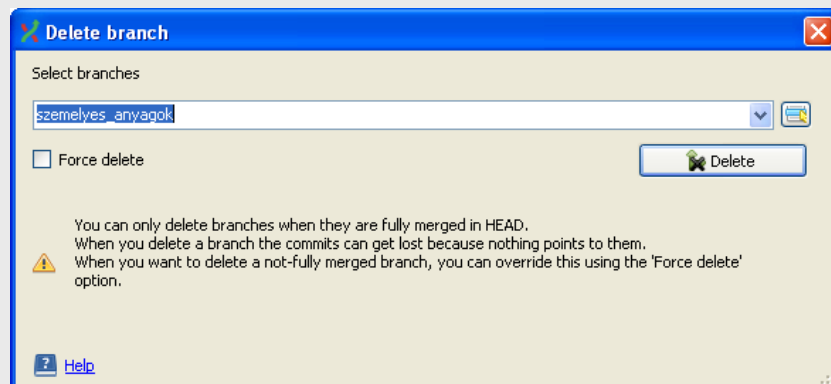 Delete branch
Select branches
szemelyes_anyagok
Force delete
Delete
You can only delete branches when they are fully merged in HEAD.
When you delete a branch the commits can get lost because nothing points to them.
When you want to delete a not-fully merged branch, you can override this using the 'Force delete'
option.
Help